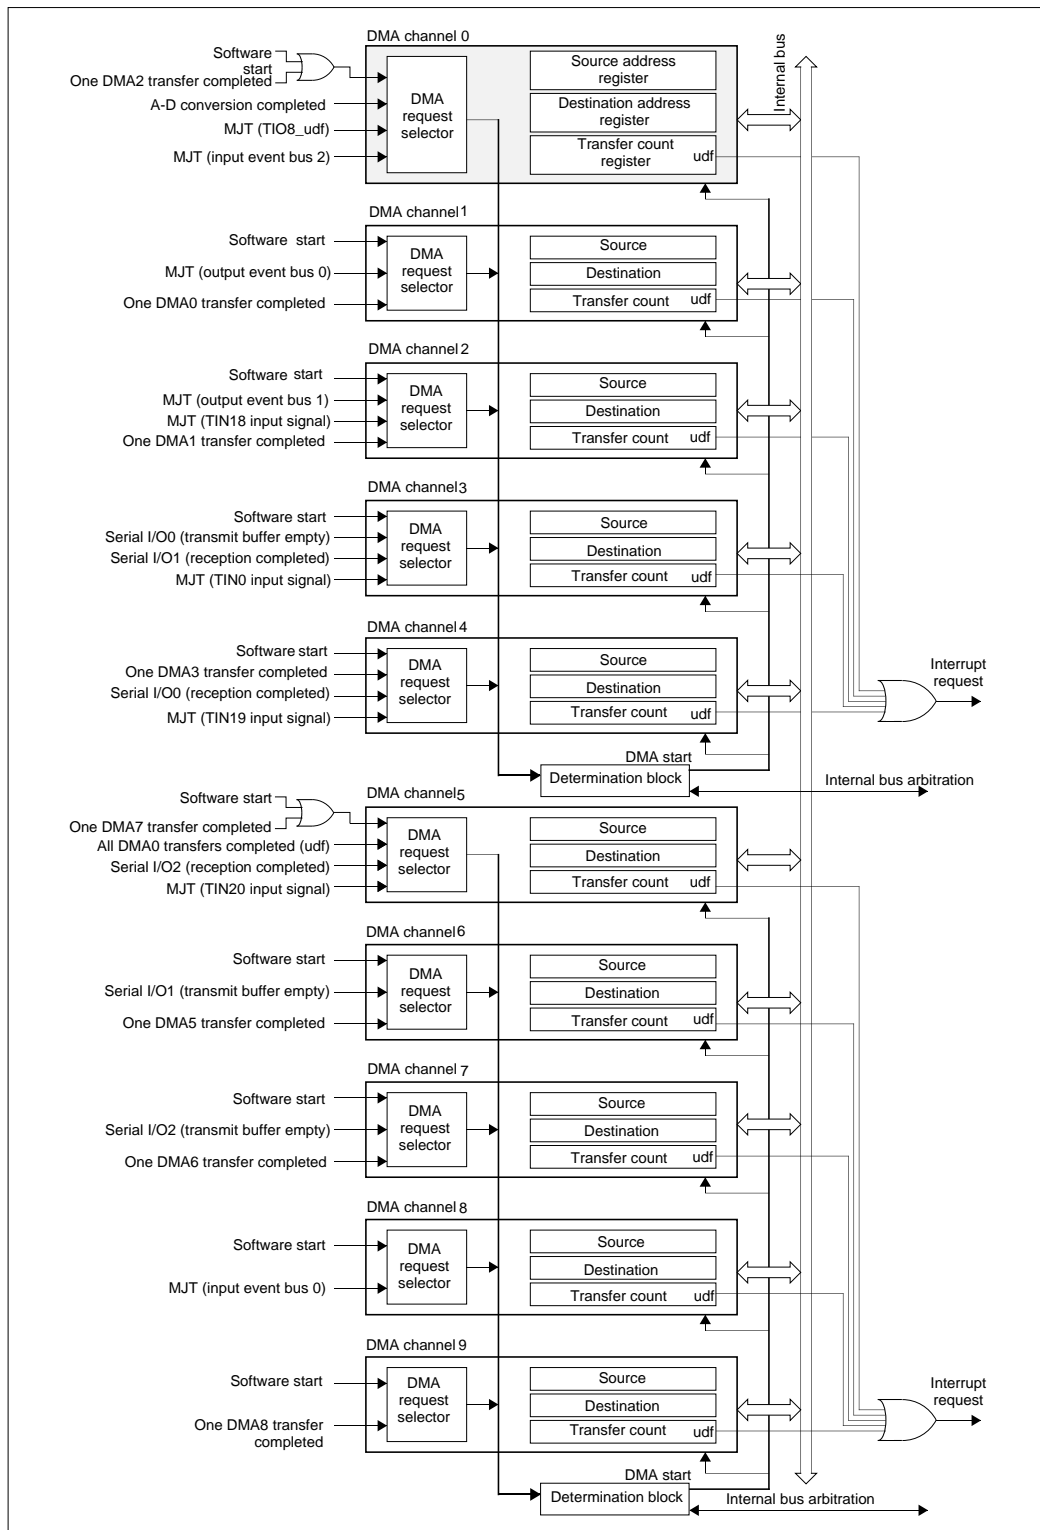 DMA channel 0
Software
start
One DMA2 transfer completed
A-D conversion completed
MJT (TIO8_udf)
MJT (input event bus 2)
DMA
request
selector
Source address
register
Destination address
register
Transfer count
register
udf
Internal bus
DMA channel 1
Software start
MJT (output event bus 0)
One DMA0 transfer completed
DMA
request
selector
Source
Destination
Transfer count
udf
DMA channel 2
Software start
MJT (output event bus 1)
MJT (TIN18 input signal)
One DMA1 transfer completed
DMA
request
selector
Source
Destination
Transfer count
udf
DMA channel 3
Software start
Serial I/O0 (transmit buffer empty)
Serial I/O1 (reception completed)
MJT (TIN0 input signal)
DMA
request
selector
Source
Destination
Transfer count
udf
DMA channel 4
Software start
One DMA3 transfer completed
Serial I/O0 (reception completed)
MJT (TIN19 input signal)
DMA
request
selector
Source
Destination
Transfer count
udf
Interrupt
request
DMA start
Determination block
Internal bus arbitration
DMA channel 5
Software start
One DMA7 transfer completed
All DMA0 transfers completed (udf)
Serial I/O2 (reception completed)
MJT (TIN20 input signal)
DMA
request
selector
Source
Destination
Transfer count
udf
DMA channel 6
Software start
Serial I/O1 (transmit buffer empty)
One DMA5 transfer completed
DMA
request
selector
Source
Destination
Transfer count
udf
DMA channel 7
Software start
Serial I/O2 (transmit buffer empty)
One DMA6 transfer completed
DMA
request
selector
Source
Destination
Transfer count
udf
DMA channel 8
Software start
MJT (input event bus 0)
DMA
request
selector
Source
Destination
Transfer count
udf
DMA channel 9
Software start
One DMA8 transfer
completed
DMA
request
selector
Source
Destination
Transfer count
udf
Interrupt
request
DMA start
Determination block
Internal bus arbitration